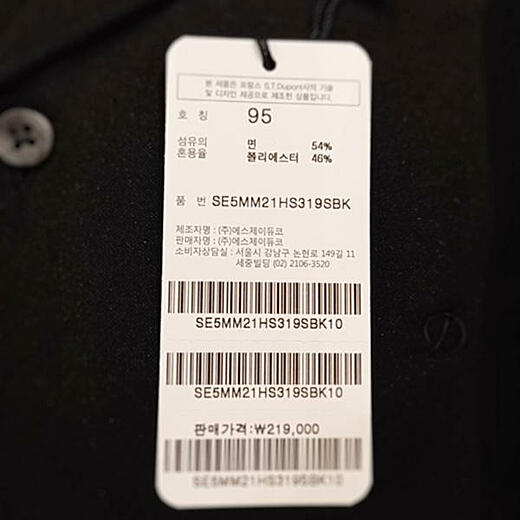 본 제품은 프랑스 S.T.Dupont사의 기술
및 디자인 제공으로 제조한 상품입니다.
호 칭 95
섬유의 면 54%
혼용율 폴리에스터 46%
품 번 SE5MM21HS319SBK
제조자명 : (주)에스제이듀코
판매자명 : (주)에스제이듀코
소비자상담실 : 서울시 강남구 논현로 149길 11
세중빌딩 (02) 2106-3520
SE5MM21HS319SBK10
SE5MM21HS319SBK10
판매가격:₩219,000
SE5MM21HS319SBK10